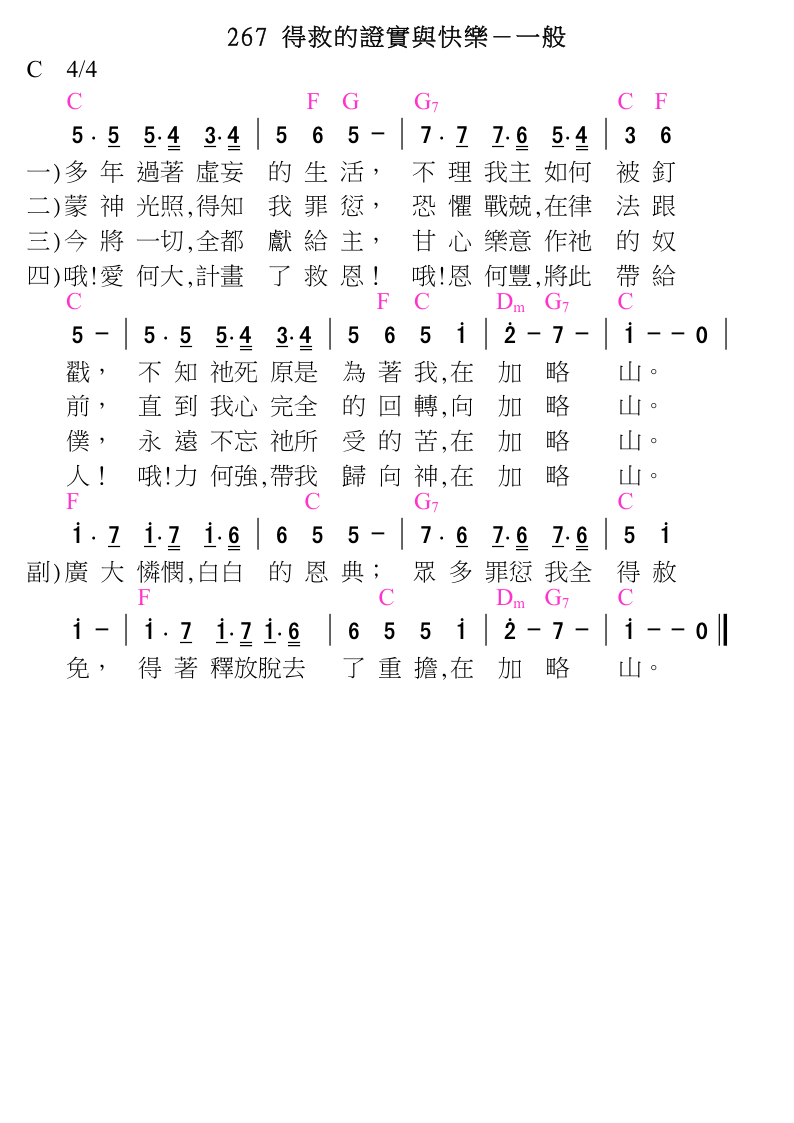 267 得救的證實與快樂－一般
C 4/4
C F G G7 C F
5 . 5 5. 4 3. 4 | 5 6 5 － | 7 . 7 7. 6 5. 4 | 3 6
一)多 年 過著 虛妄 的 生 活， 不 理 我主 如何 被 釘
二)蒙 神 光照,得知 我 罪 愆， 恐 懼 戰兢,在律 法 跟
三)今 將 一切,全都 獻 給 主， 甘 心 樂意 作祂 的 奴
四)哦!愛 何大,計畫 了 救 恩! 哦!恩 何豐,將此 帶 給
C F C Dm G7 C
5 － | 5 . 5 5. 4 3. 4 | 5 6 5 i | 2̇ － 7 － | i － － 0 |
戳， 不 知 祂死 原是 為 著 我,在 加 略 山。
前， 直 到 我心 完全 的 回 轉,向 加 略 山。
僕， 永 遠 不忘 祂所 受 的 苦,在 加 略 山。
人! 哦!力 何強,帶我 歸 向 神,在 加 略 山。
F C G7 C
i . 7 i. 7 i. 6 | 6 5 5 － | 7 . 6 7. 6 7. 6 | 5 i
副)廣 大 憐憫,白白 的 恩 典； 眾 多 罪愆 我全 得 赦
F C Dm G7 C
i － | i . 7 i. 7 i. 6 | 6 5 5 i | 2̇ － 7 － | i － － 0 ‖
免， 得 著 釋放脫去 了 重 擔,在 加 略 山。